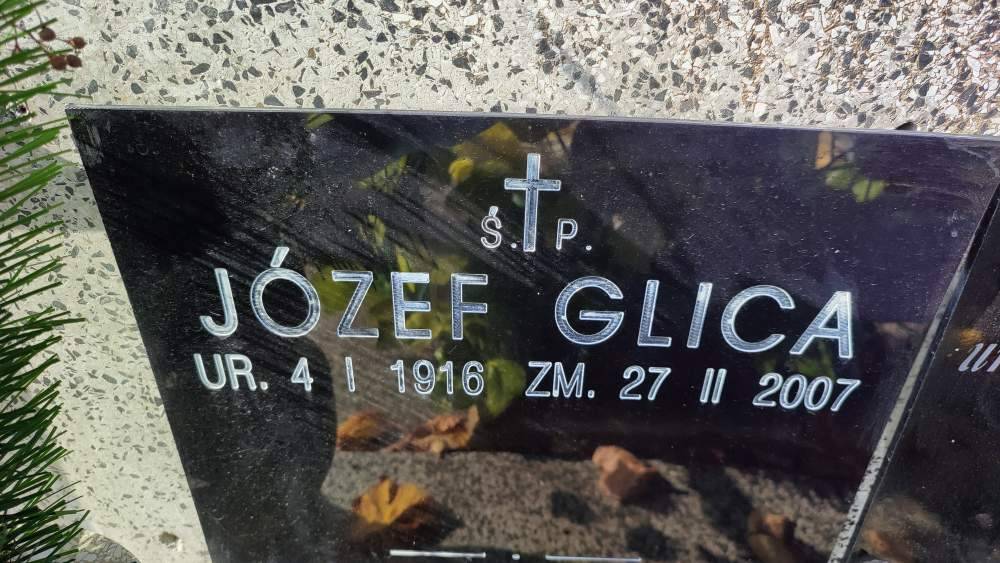 Ś. P.
JÓZEF GLICA
UR. 4 I 1916 ZM. 27 II 2007